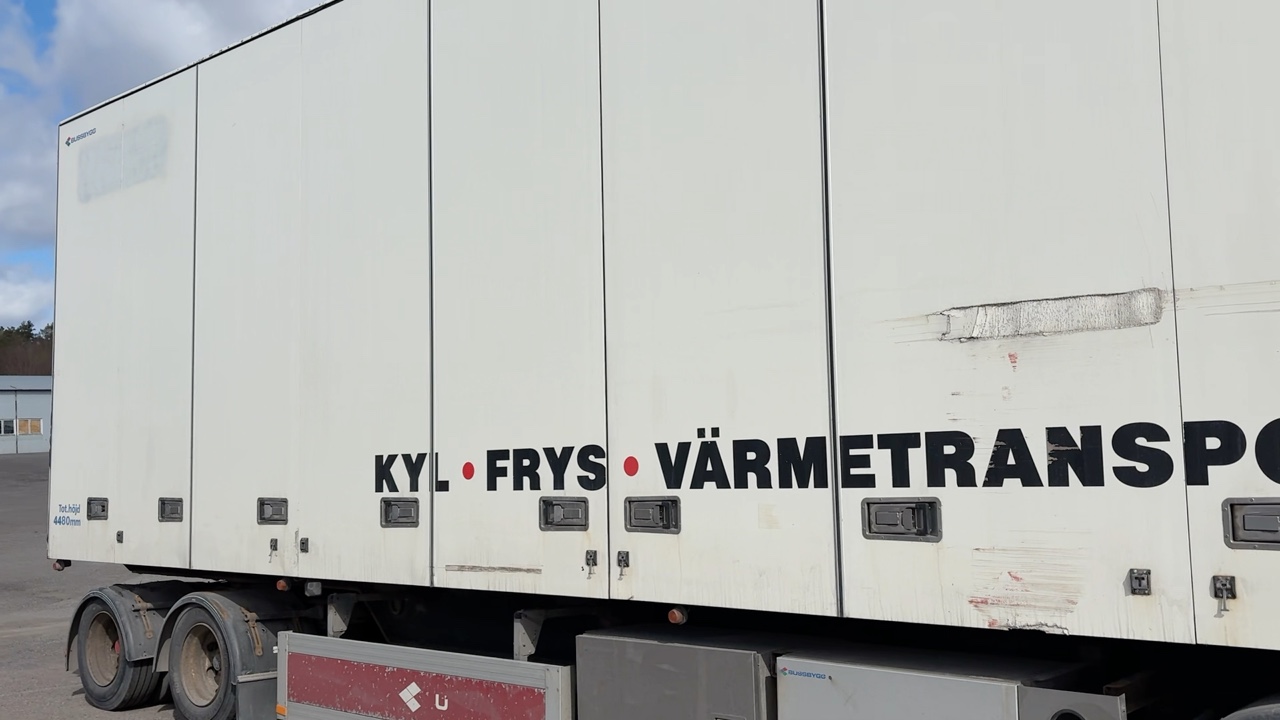 KYL • FRYS • VÄRMETRANSPO
Tot.höjd
4480mm